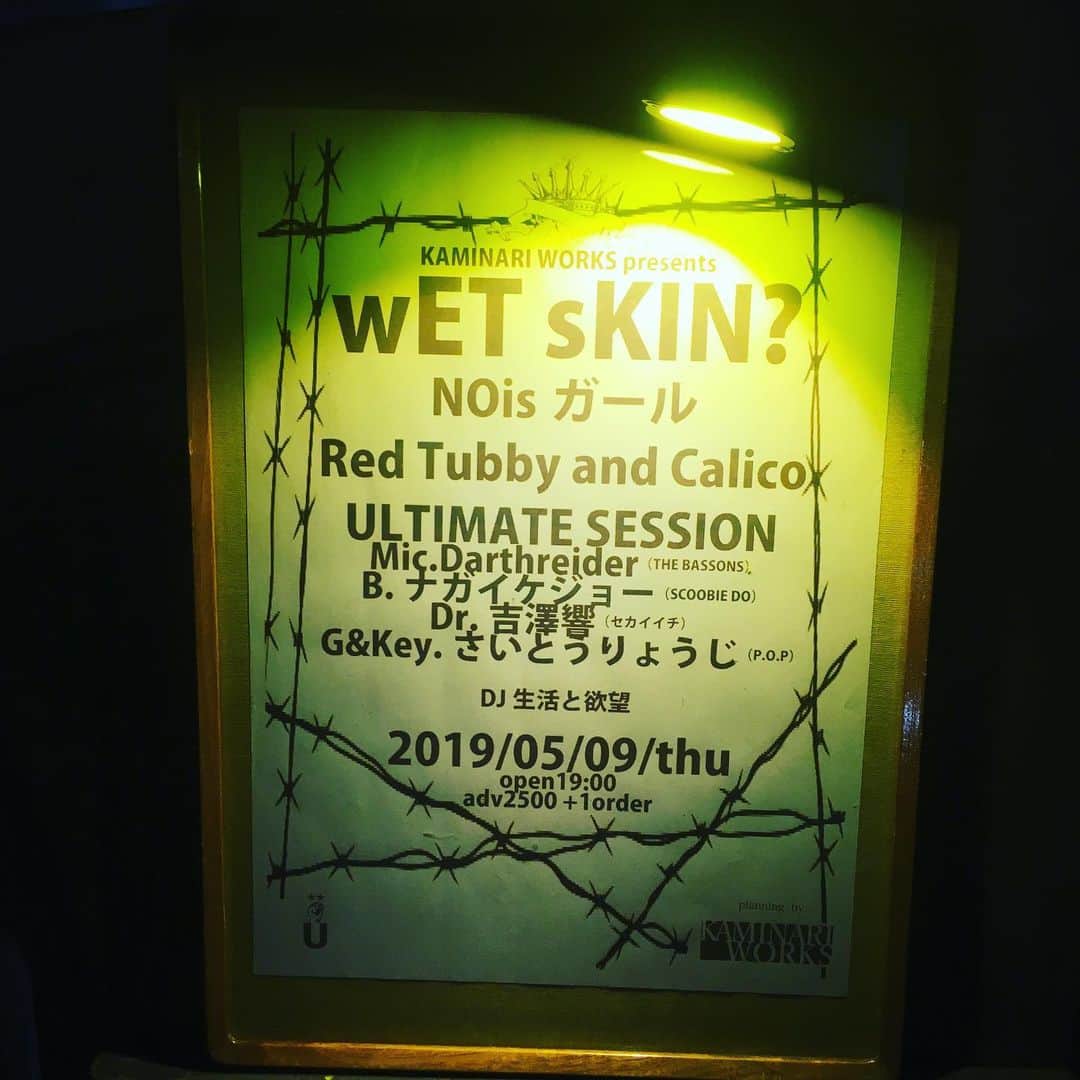 KAMINARI WORKS presents
wET sKIN?
NOis ガール
Red Tubby and Calico
ULTIMATE SESSION
Mic.Darthreider (THE BASSONS)
B. ナガイケジョー (SCOOBIE DO)
Dr. 吉澤響 (セカイイチ)
G&Key. さいとうりょうじ (P.O.P)
DJ 生活と欲望
2019/05/09/thu
open19:00
adv2500 +1order
Ü
planning by
KAMINARI
WORKS